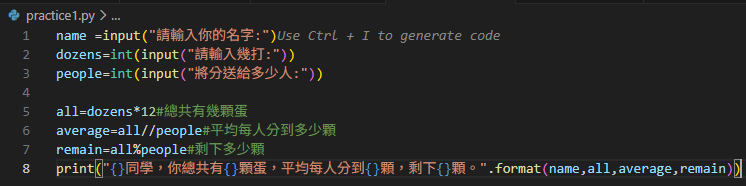 practice1.py > ...
1 name =input("請輸入你的名字:")Use Ctrl + I to generate code
2 dozens=int(input("請輸入幾打:"))
3 people=int(input("將分送給多少人:"))
4
5 all=dozens*12#總共有幾顆蛋
6 average=all//people#平均每人分到多少顆
7 remain=all%people#剩下多少顆
8 print("{}同學，你總共有{}顆蛋，平均每人分到{}顆，剩下{}顆。".format(name,all,average,remain))